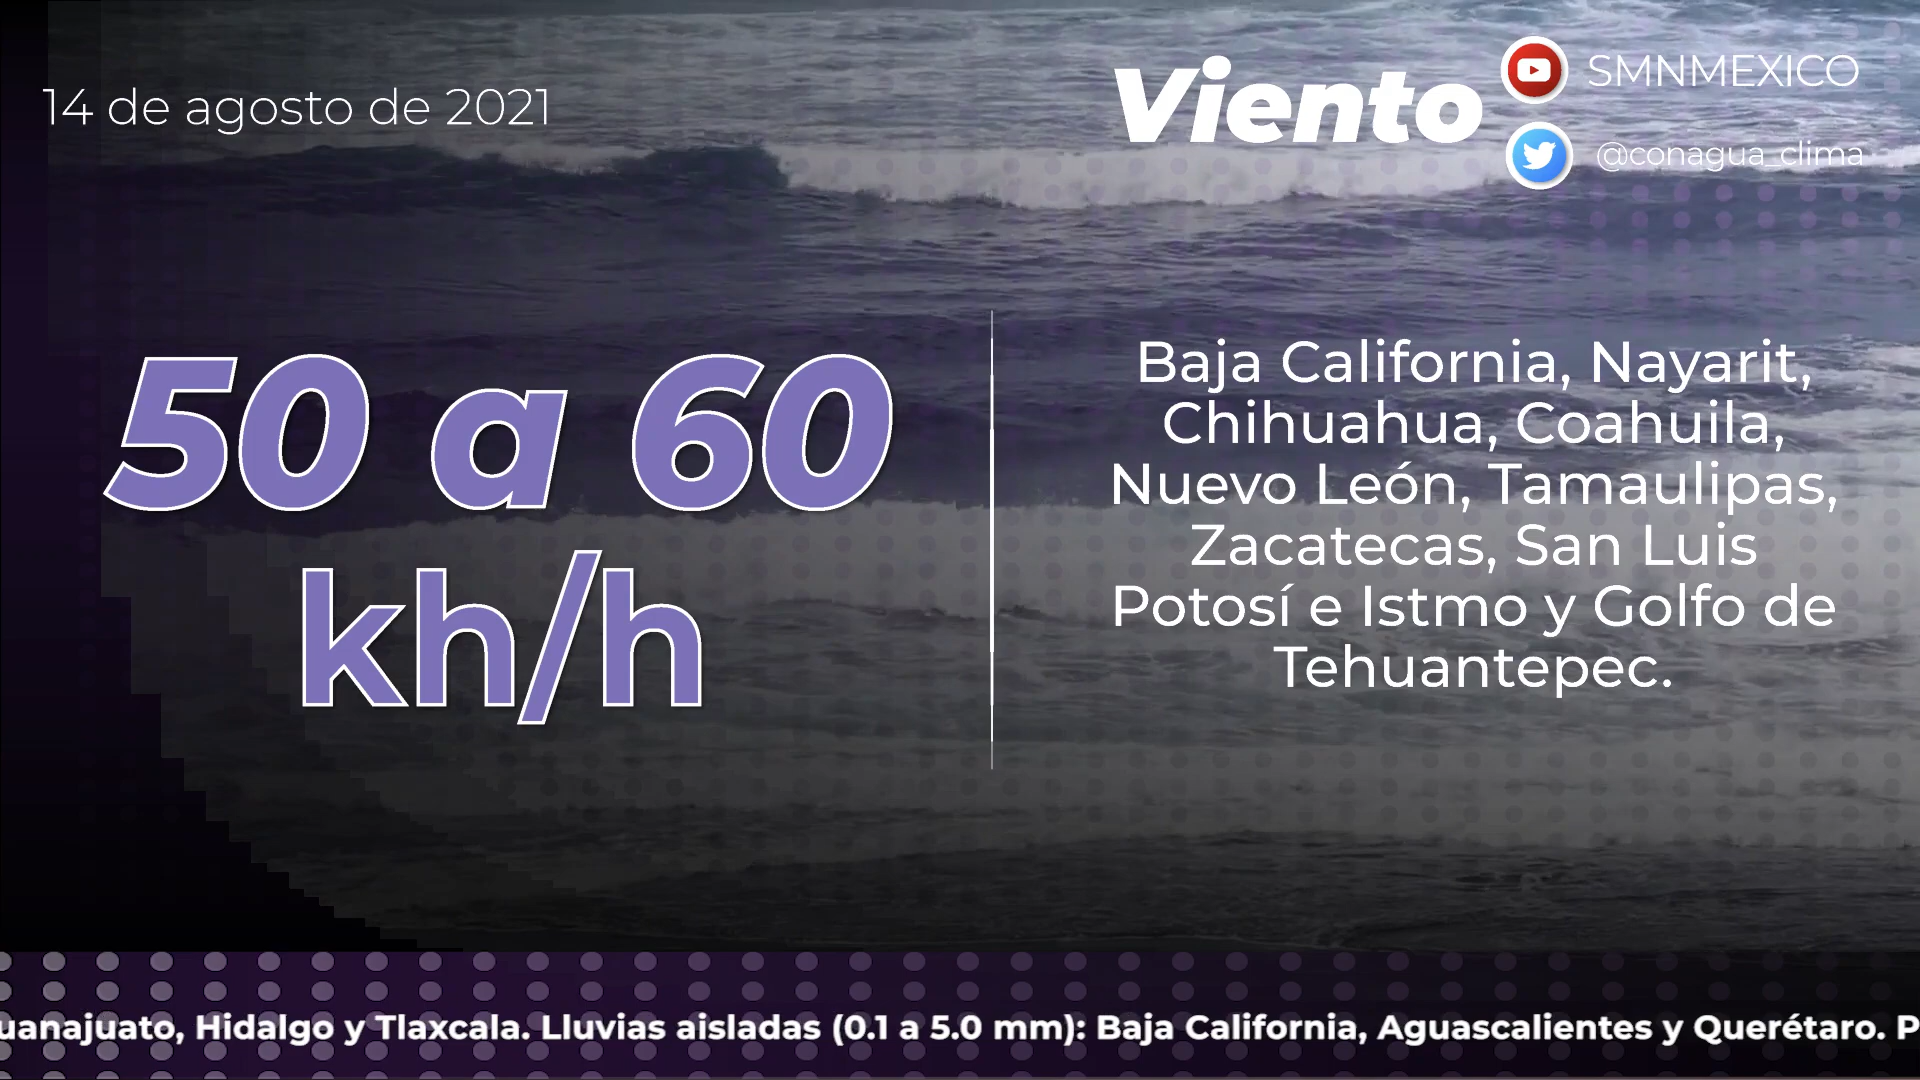 14 de agosto de 2021
Viento
SMNMEXICO
@conagua_clima
50 a 60
kh/h
Baja California, Nayarit,
Chihuahua, Coahuila,
Nuevo León, Tamaulipas,
Zacatecas, San Luis
Potosí e Istmo y Golfo de
Tehuantepec.
uanajuato, Hidalgo y Tlaxcala. Lluvias aisladas (0.1 a 5.0 mm): Baja California, Aguascalientes y Querétaro. P